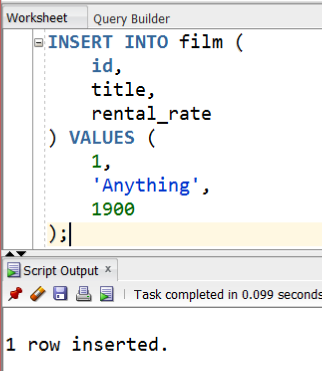 Worksheet Query Builder
INSERT INTO film (
id,
title,
rental_rate
) VALUES (
1,
'Anything',
1900
);
Script Output x
Task completed in 0.099 seconds
1 row inserted.